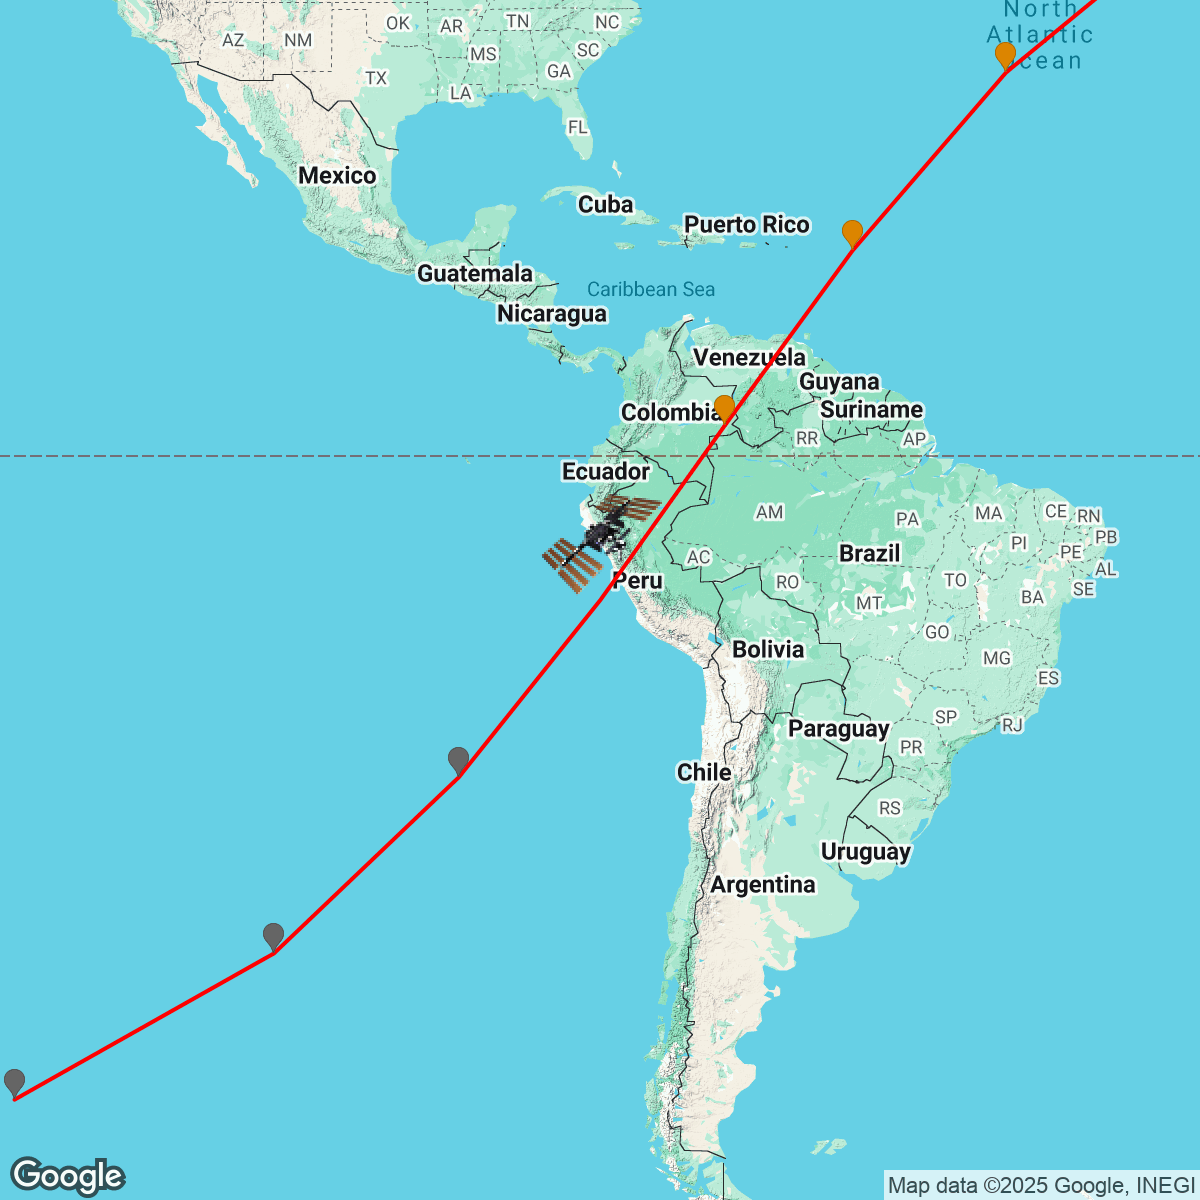 North
Atlantic
Ocean
OK
AR
TN
NC
AZ
NM
MS
SC
TX
GA
LA
FL
Mexico
Cuba
Puerto Rico
Guatemala
Caribbean Sea
Nicaragua
Venezuela
Guyana
Colombia
Suriname
RR
AP
Ecuador
AM
PA
MA
CE
RN
PB
PI
PE
AL
AC
Brazil
Peru
RO
TO
SE
BA
MT
GO
Bolivia
MG
ES
SP
RJ
Paraguay
PR
Chile
RS
Uruguay
Argentina
Google
Map data ©2025 Google, INEGI